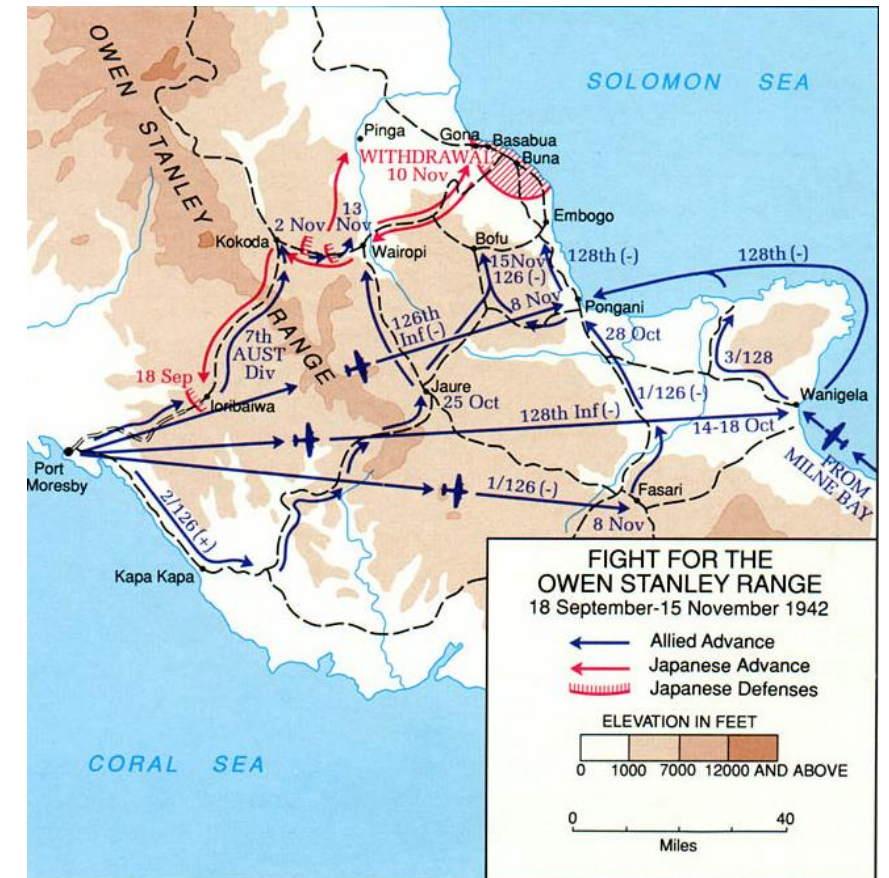 OWEN
STANLEY
RANGE
SOLOMON SEA
Pinga
Gona
Basabua
Buna
WITHDRAWAL
10 Nov
13
Nov
2 Nov
Kokoda
Wairopi
Embogo
Bofu
15Nov
126 (-)
128th (-)
128th (-)
8 Nov
Pongani
28 Oct
126th
Inf (-)
7th
AUST
Div
3/128
18 Sep
Ioribaiwa
Jaure
25 Oct
1/126 (-)
Wanigela
128th Inf (-)
14-18 Oct
FROM
MILNE BAY
Port
Moresby
1/126 (-)
Fasari
8 Nov
2/126 (+)
Kapa Kapa
CORAL SEA
FIGHT FOR THE
OWEN STANLEY RANGE
18 September-15 November 1942
Allied Advance
Japanese Advance
Japanese Defenses
ELEVATION IN FEET
0 1000 7000 12000 AND ABOVE
0 40
Miles